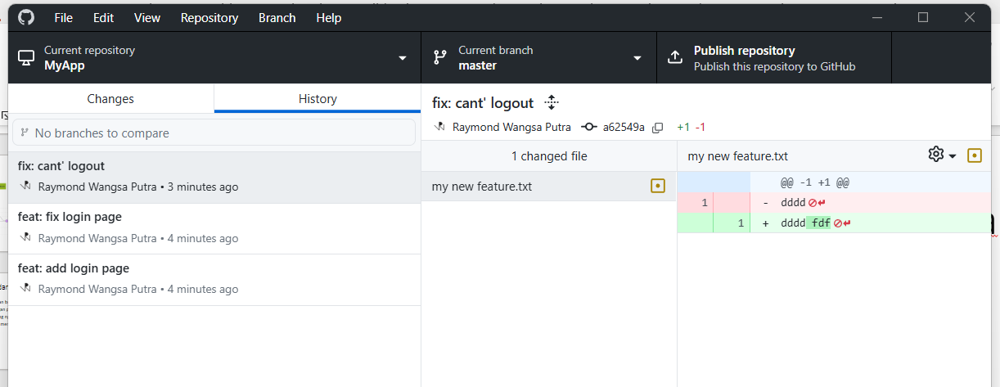 File Edit View Repository Branch Help
Current repository
MyApp
Current branch
master
Publish repository
Publish this repository to GitHub
Changes
History
No branches to compare
fix: cant' logout
Raymond Wangsa Putra • 3 minutes ago
feat: fix login page
Raymond Wangsa Putra • 4 minutes ago
feat: add login page
Raymond Wangsa Putra • 4 minutes ago
fix: cant' logout
Raymond Wangsa Putra a62549a +1 -1
1 changed file
my new feature.txt
my new feature.txt
@@ -1 +1 @@
1 - dddd
1 + dddd fdf